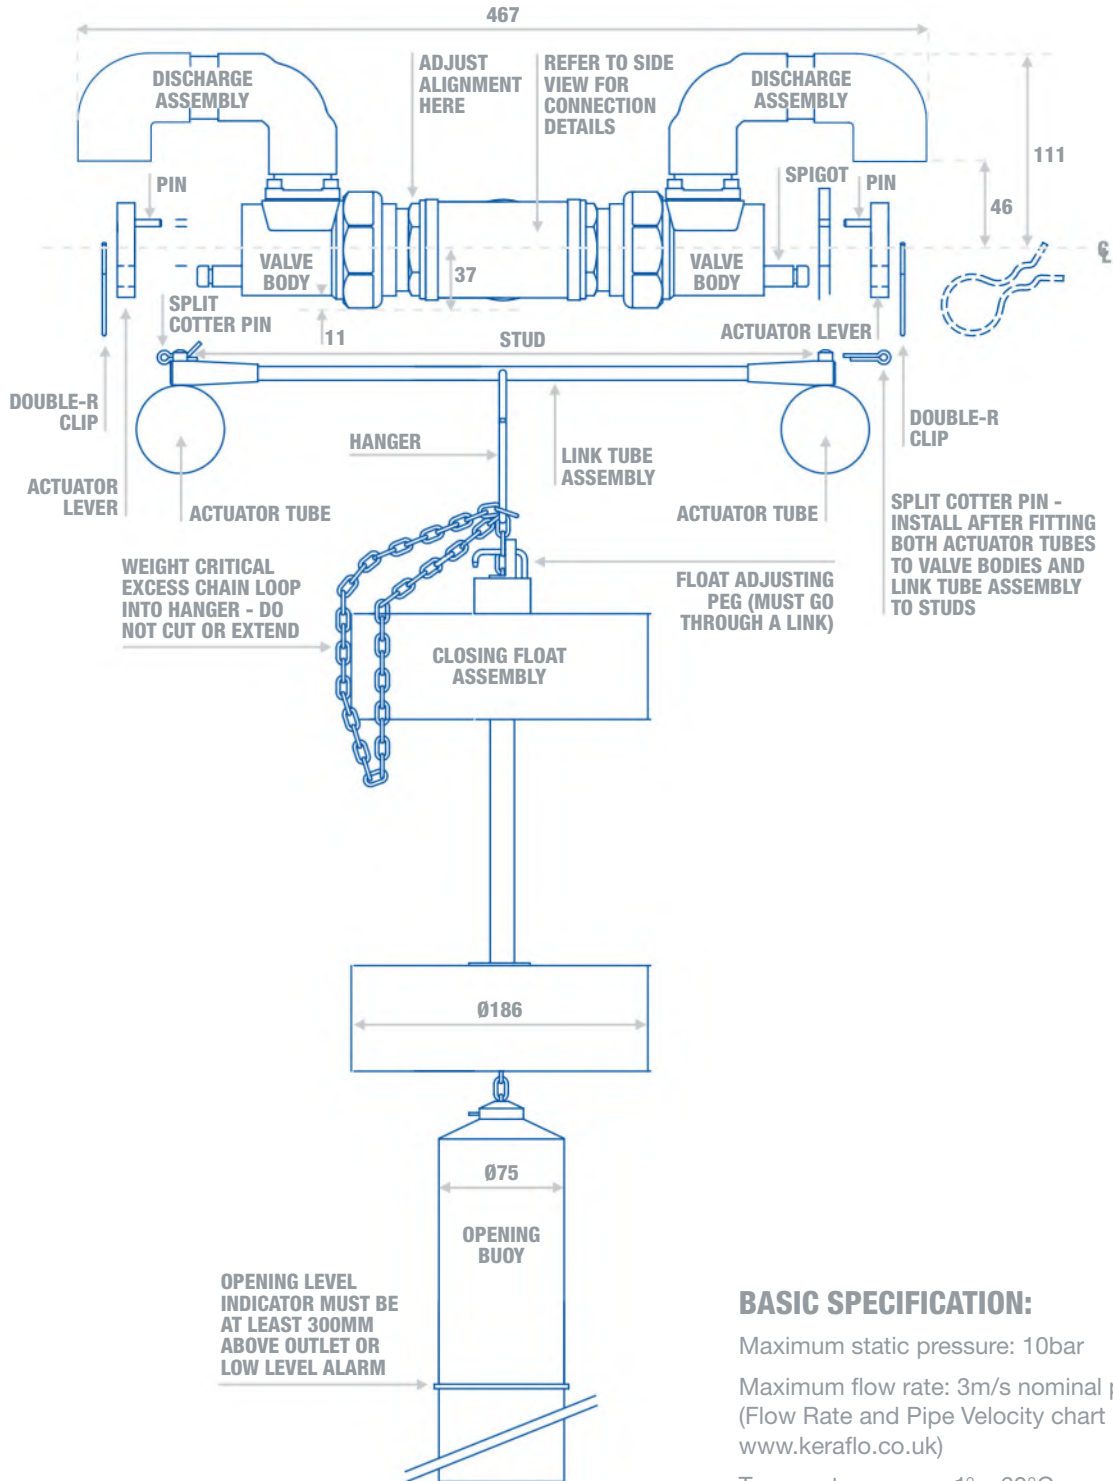 467
DISCHARGE
ASSEMBLY
ADJUST
ALIGNMENT
HERE
REFER TO SIDE
VIEW FOR
CONNECTION
DETAILS
DISCHARGE
ASSEMBLY
111
46
PIN
SPIGOT
PIN
VALVE
BODY
37
VALVE
BODY
SPLIT
COTTER PIN
11
STUD
ACTUATOR LEVER
DOUBLE-R
CLIP
HANGER
LINK TUBE
ASSEMBLY
DOUBLE-R
CLIP
ACTUATOR
LEVER
ACTUATOR TUBE
ACTUATOR TUBE
SPLIT COTTER PIN -
INSTALL AFTER FITTING
BOTH ACTUATOR TUBES
TO VALVE BODIES AND
LINK TUBE ASSEMBLY
TO STUDS
WEIGHT CRITICAL
EXCESS CHAIN LOOP
INTO HANGER - DO
NOT CUT OR EXTEND
FLOAT ADJUSTING
PEG (MUST GO
THROUGH A LINK)
CLOSING FLOAT
ASSEMBLY
Ø186
Ø75
OPENING
BUOY
OPENING LEVEL
INDICATOR MUST BE
AT LEAST 300MM
ABOVE OUTLET OR
LOW LEVEL ALARM
BASIC SPECIFICATION:
Maximum static pressure: 10bar
Maximum flow rate: 3m/s nominal
(Flow Rate and Pipe Velocity chart
www.keraflo.co.uk)